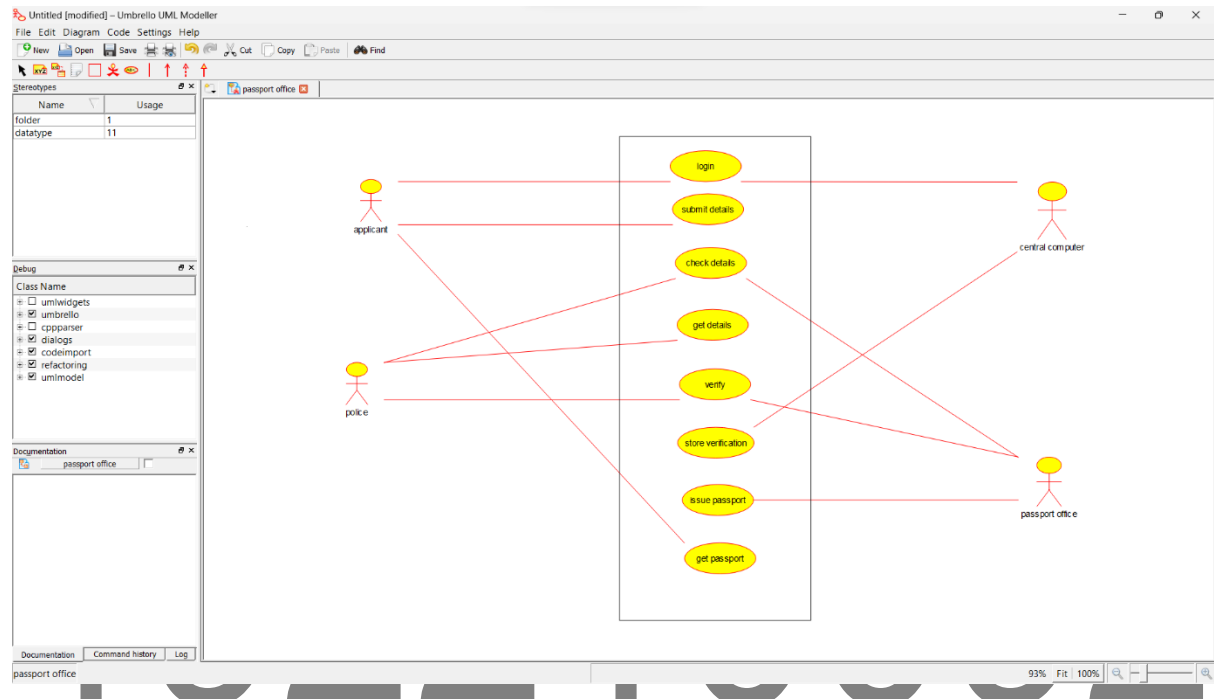 Untitled [modified] – Umbrello UML Modeller
File Edit Diagram Code Settings Help
New Open Save Cut Copy Paste Find
Stereotypes
passport office
Name Usage
folder 1
datatype 11
Debug
Class Name
umlwidgets
umbrello
cppparser
dialogs
codeimport
refactoring
umlmodel
Documentation
passport office
Documentation Command history Log
login
submit details
check details
get details
verify
store verification
issue passport
get passport
applicant
police
central computer
passport office
passport office
93% Fit 100%